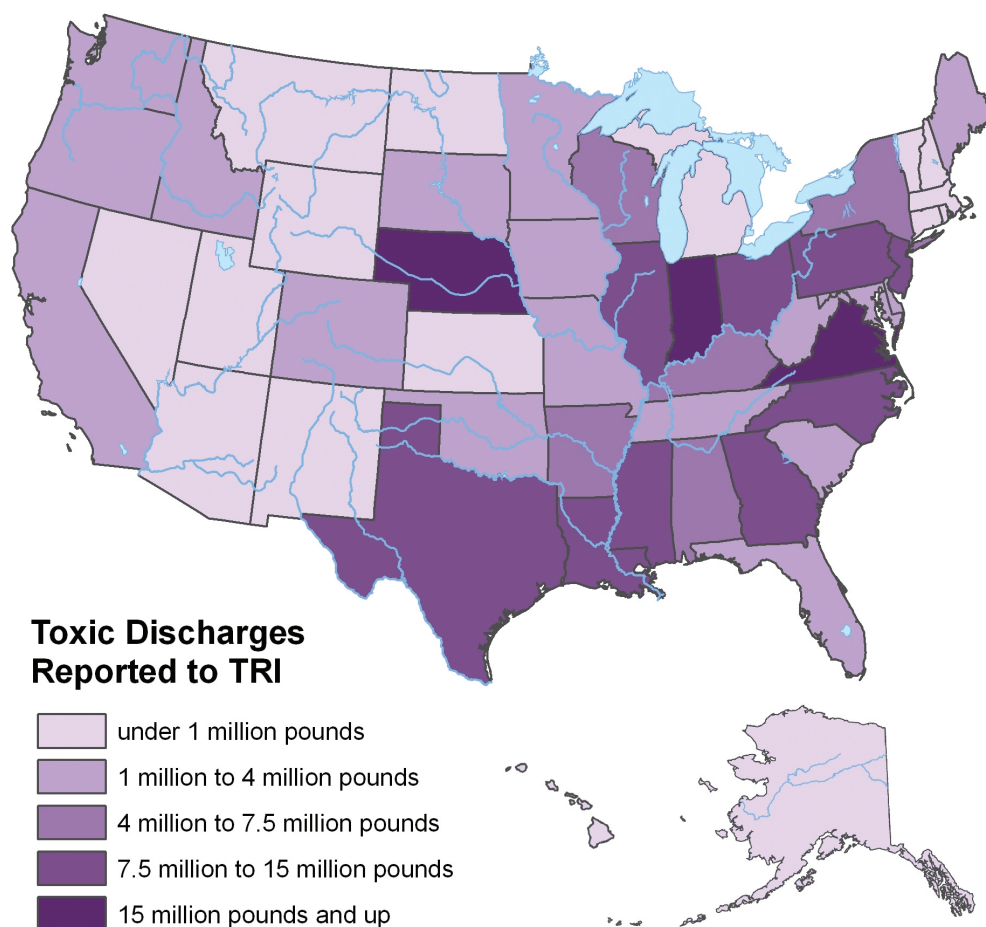 Toxic Discharges
Reported to TRI
under 1 million pounds
1 million to 4 million pounds
4 million to 7.5 million pounds
7.5 million to 15 million pounds
15 million pounds and up